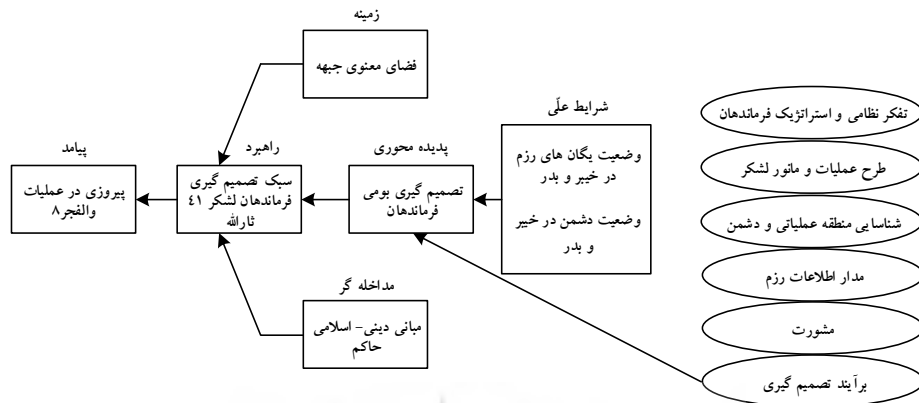 زمینه
فضای معنوی جبهه
تفکر نظامی و استراتژیک فرماندهان
طرح عملیات و مانور لشکر
شناسایی منطقه عملیاتی و دشمن
مدار اطلاعات رزم
مشورت
برآیند تصمیم گیری
شرایط علّی
وضعیت یگان های رزم
در خیبر و بدر
وضعیت دشمن در خیبر
و بدر
پدیده محوری
تصمیم گیری بومی
فرماندهان
راهبرد
سبک تصمیم گیری
فرماندهان لشکر ٤١
ثارالله
پیامد
پیروزی در عملیات
والفجر٨
مداخله گر
مبانی دینی- اسلامی
حاکم